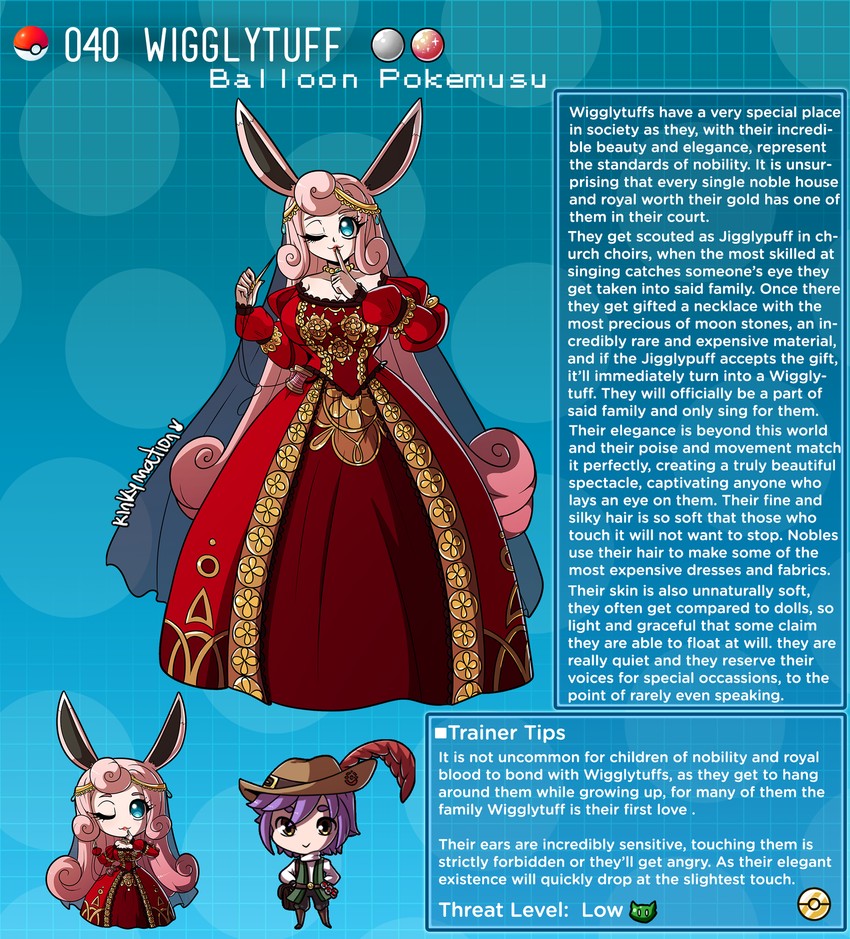 040 WIGGLYTUFF
Balloon Pokemusu
Wigglytuffs have a very special place
in society as they, with their incredi-
ble beauty and elegance, represent
the standards of nobility. It is unsur-
prising that every single noble house
and royal worth their gold has one of
them in their court.
They get scouted as Jigglypuff in ch-
urch choirs, when the most skilled at
singing catches someone's eye they
get taken into said family. Once there
they get gifted a necklace with the
most precious of moon stones, an in-
credibly rare and expensive material,
and if the Jigglypuff accepts the gift,
it'll immediately turn into a Wiggly-
tuff. They will officially be a part of
said family and only sing for them.
Their elegance is beyond this world
and their poise and movement match
it perfectly, creating a truly beautiful
spectacle, captivating anyone who
lays an eye on them. Their fine and
silky hair is so soft that those who
touch it will not want to stop. Nobles
use their hair to make some of the
most expensive dresses and fabrics.
Their skin is also unnaturally soft,
they often get compared to dolls, so
light and graceful that some claim
they are able to float at will. they are
really quiet and they reserve their
voices for special occassions, to the
point of rarely even speaking.
kinkymation
■Trainer Tips
It is not uncommon for children of nobility and royal
blood to bond with Wigglytuffs, as they get to hang
around them while growing up, for many of them the
family Wigglytuff is their first love .
Their ears are incredibly sensitive, touching them is
strictly forbidden or they'll get angry. As their elegant
existence will quickly drop at the slightest touch.
Threat Level: Low